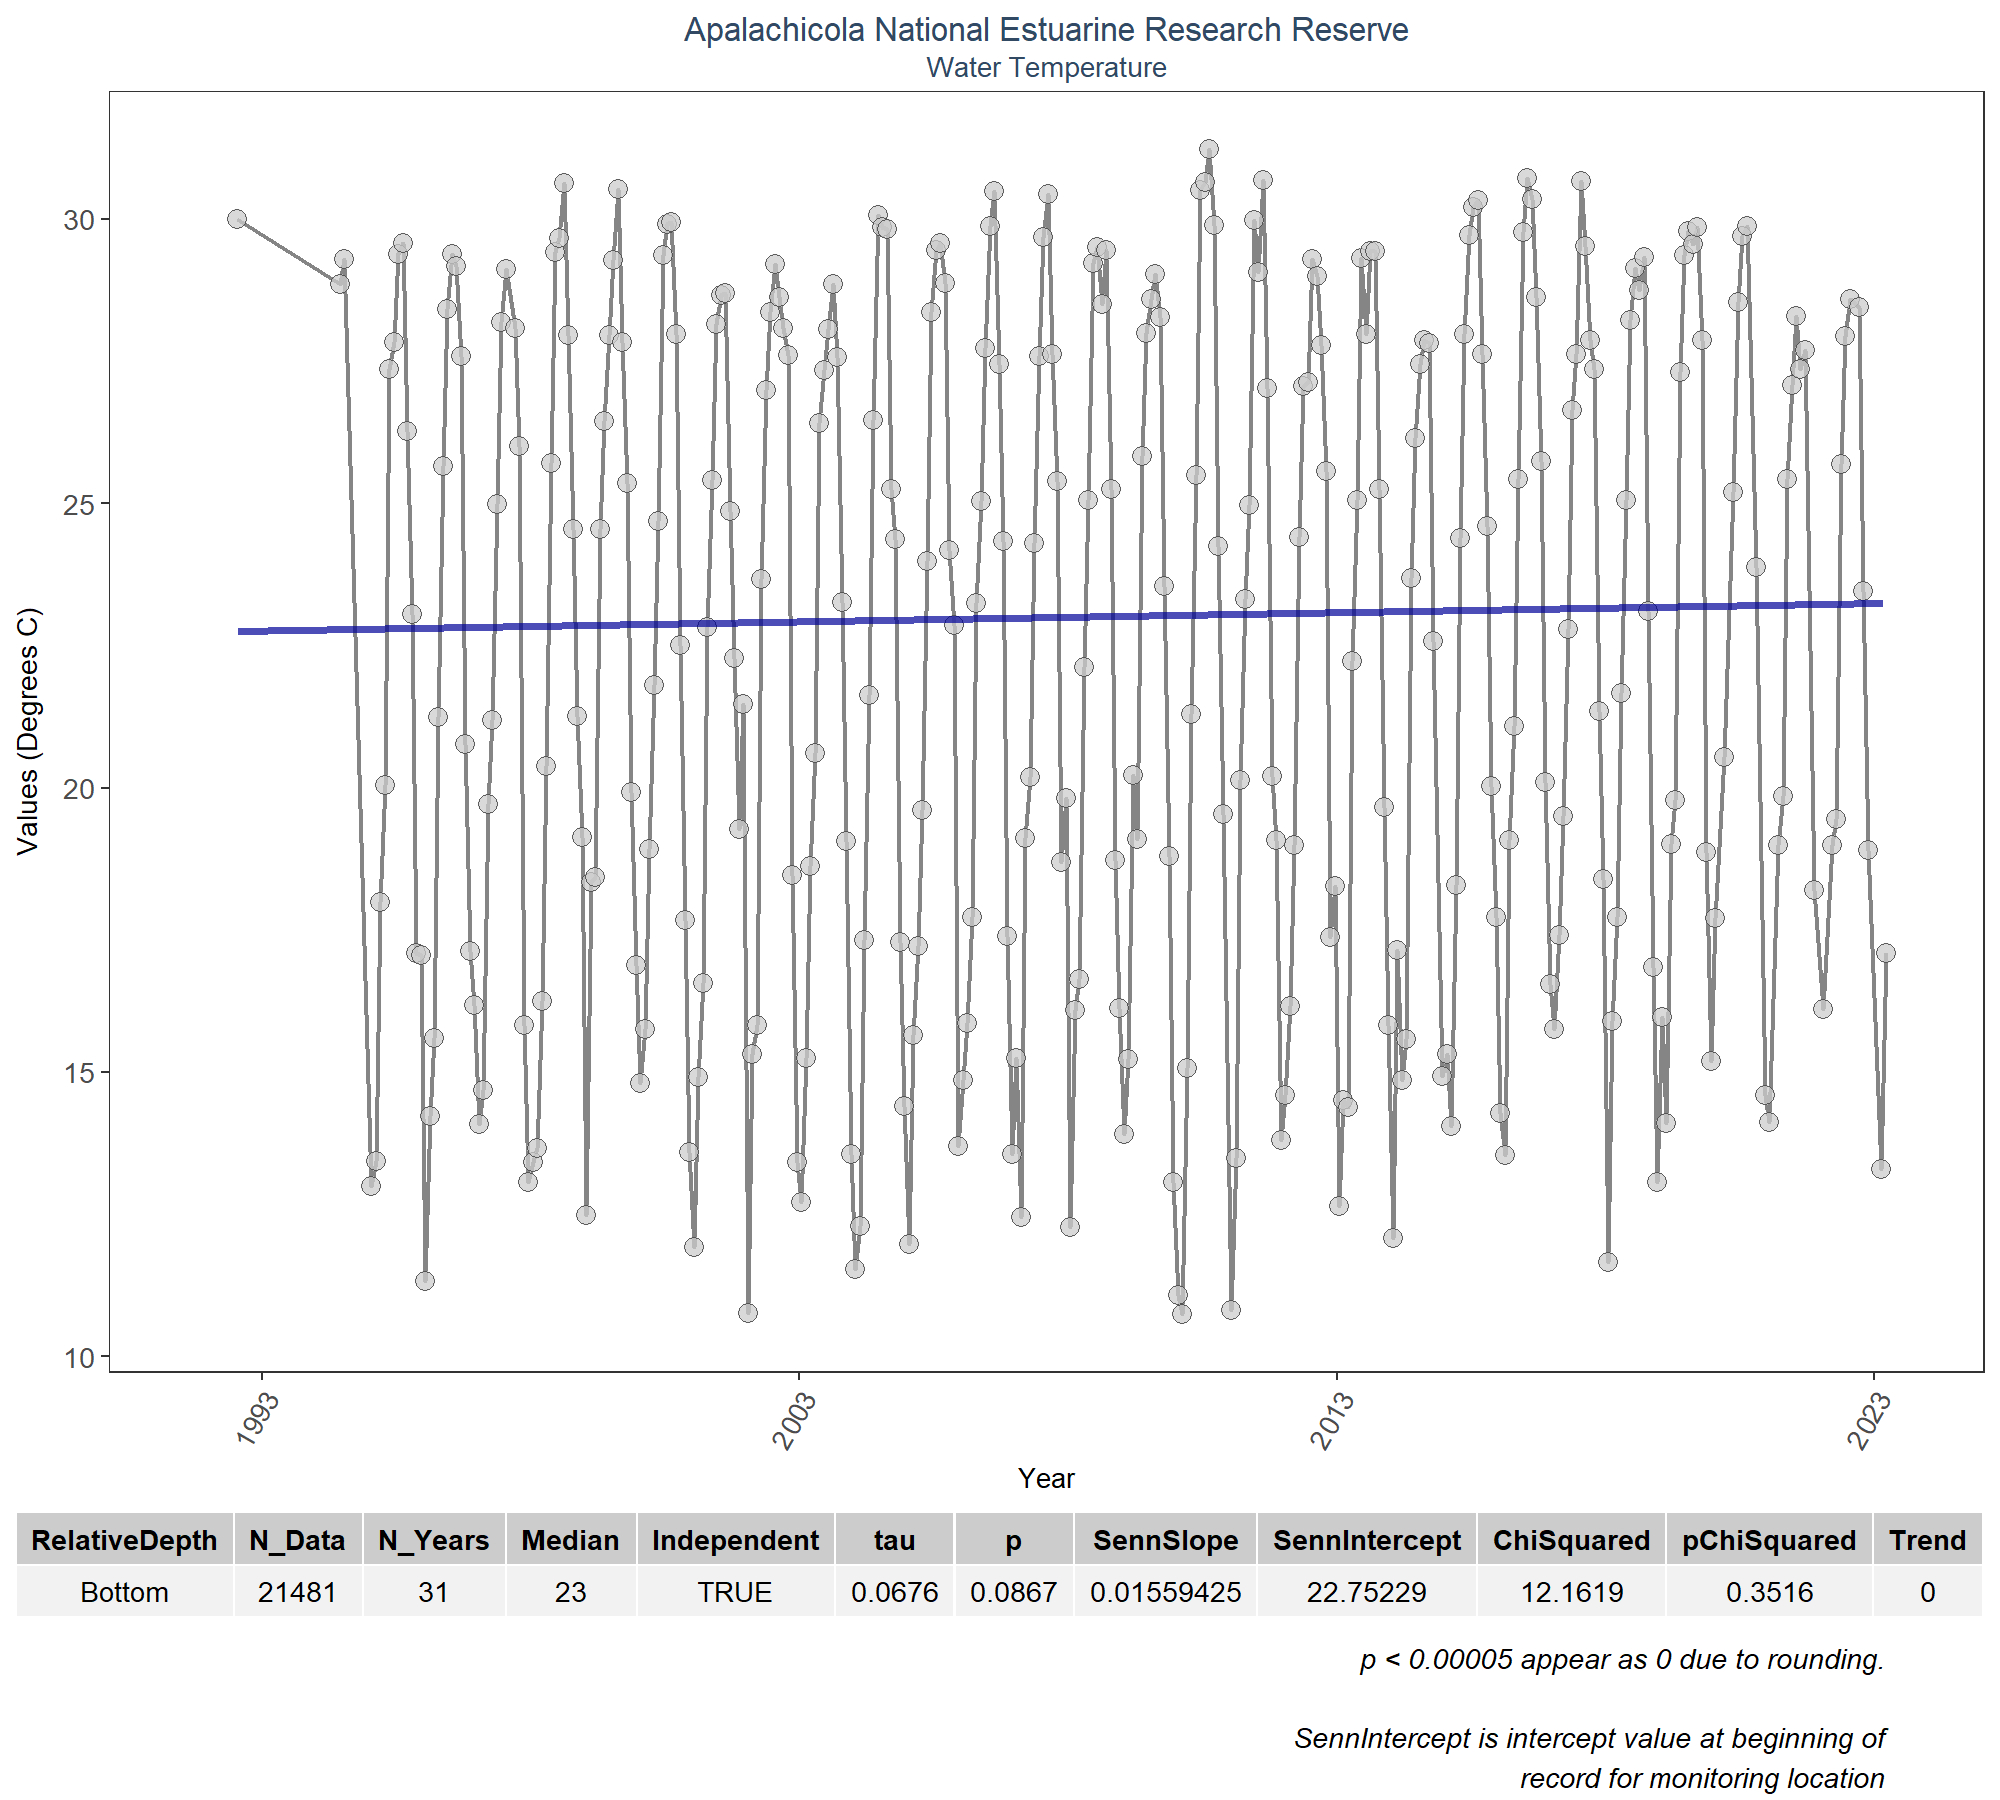 Apalachicola National Estuarine Research Reserve
Water Temperature
Values (Degrees C)
30
25
20
15
10
1993
2003
2013
2023
Year
RelativeDepth N_Data N_Years Median Independent tau p SennSlope SennIntercept ChiSquared pChiSquared Trend
Bottom 21481 31 23 TRUE 0.0676 0.0867 0.01559425 22.75229 12.1619 0.3516 0
p < 0.00005 appear as 0 due to rounding.
SennIntercept is intercept value at beginning of
record for monitoring location